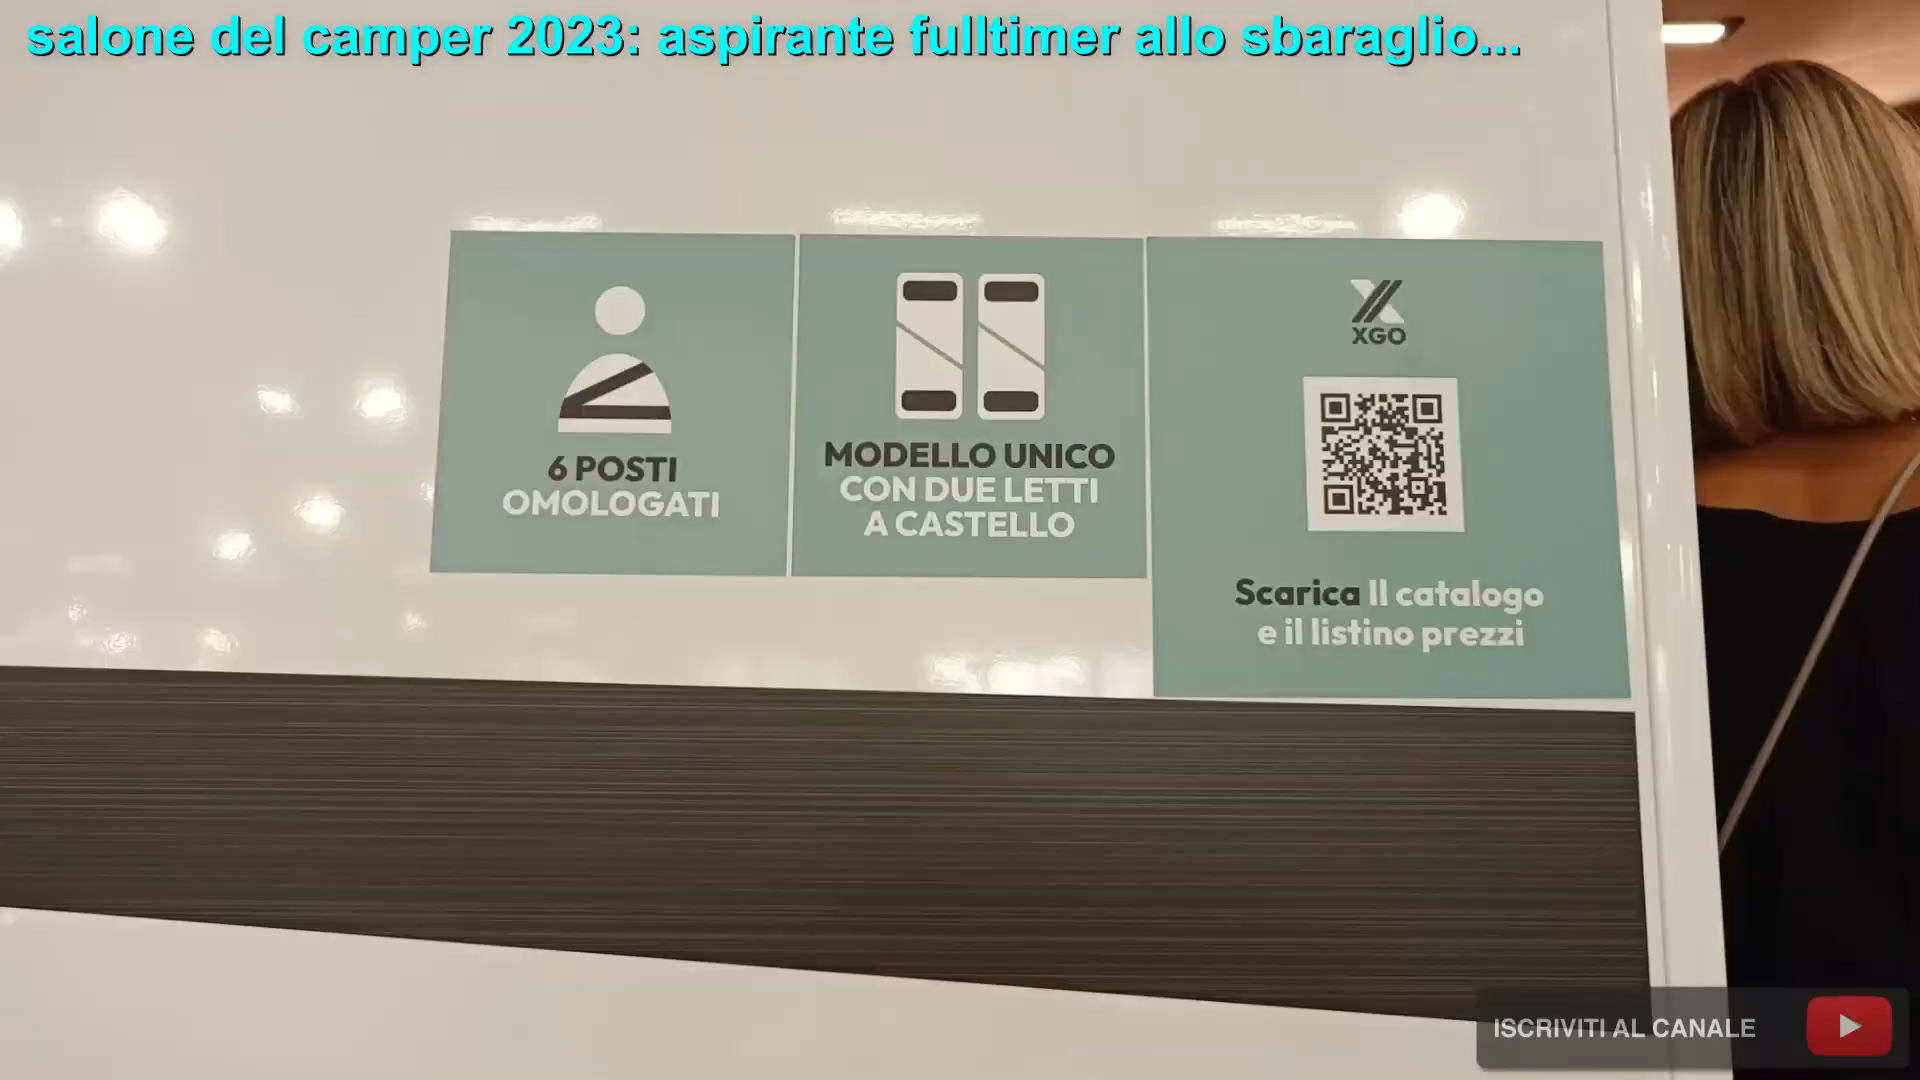 salone del camper 2023: aspirante fulltimer allo sbaraglio...
6 POSTI
OMOLOGATI
MODELLO UNICO
CON DUE LETTI
A CASTELLO
XGO
Scarica Il catalogo
e il listino prezzi
ISCRIVITI AL CANALE